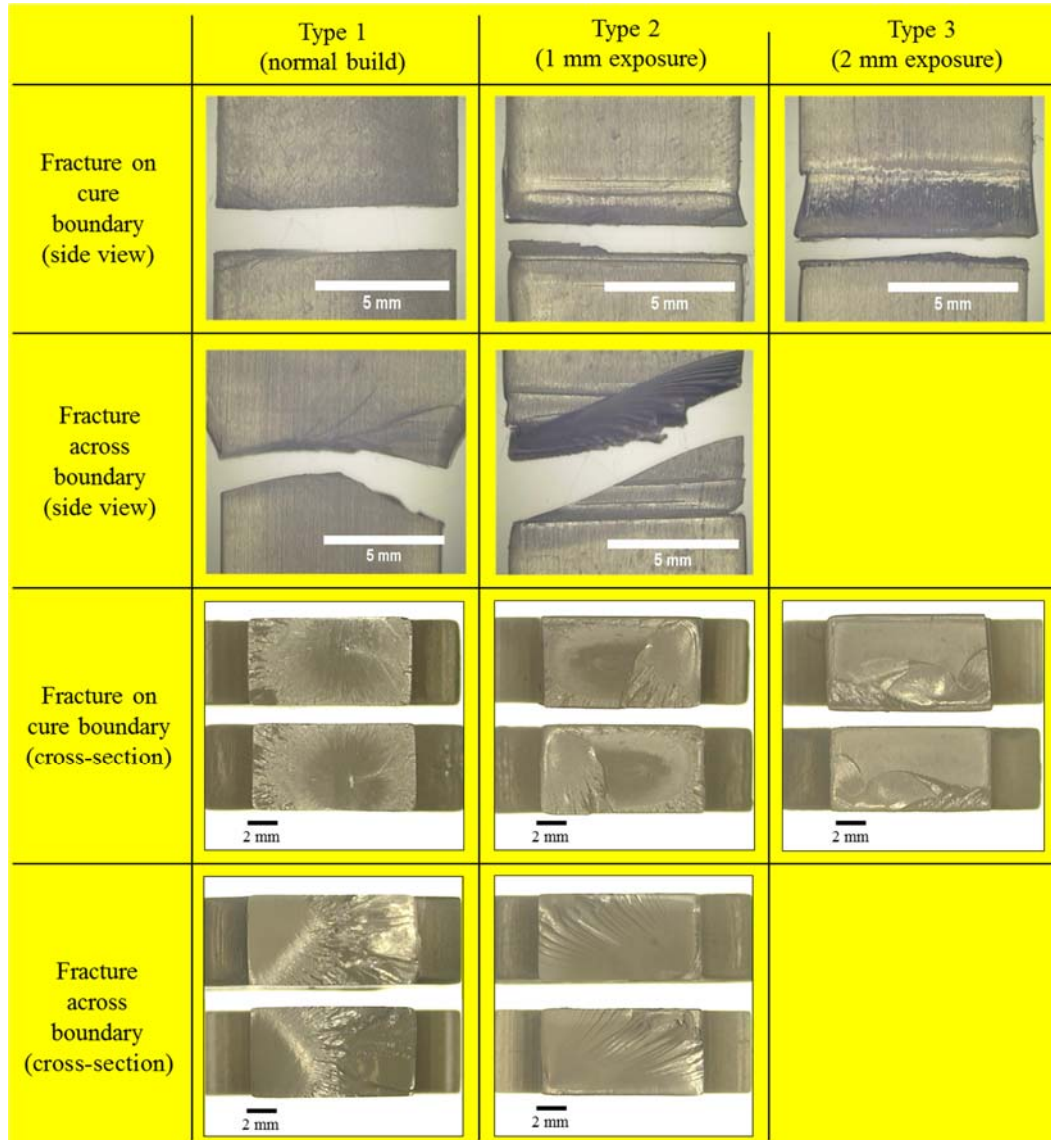 Type 1
(normal build)
Type 2
(1 mm exposure)
Type 3
(2 mm exposure)
Fracture on
cure
boundary
(side view)
5 mm
5 mm
5 mm
Fracture
across
boundary
(side view)
5 mm
5 mm
Fracture on
cure boundary
(cross-section)
2 mm
2 mm
2 mm
Fracture
across
boundary
(cross-section)
2 mm
2 mm